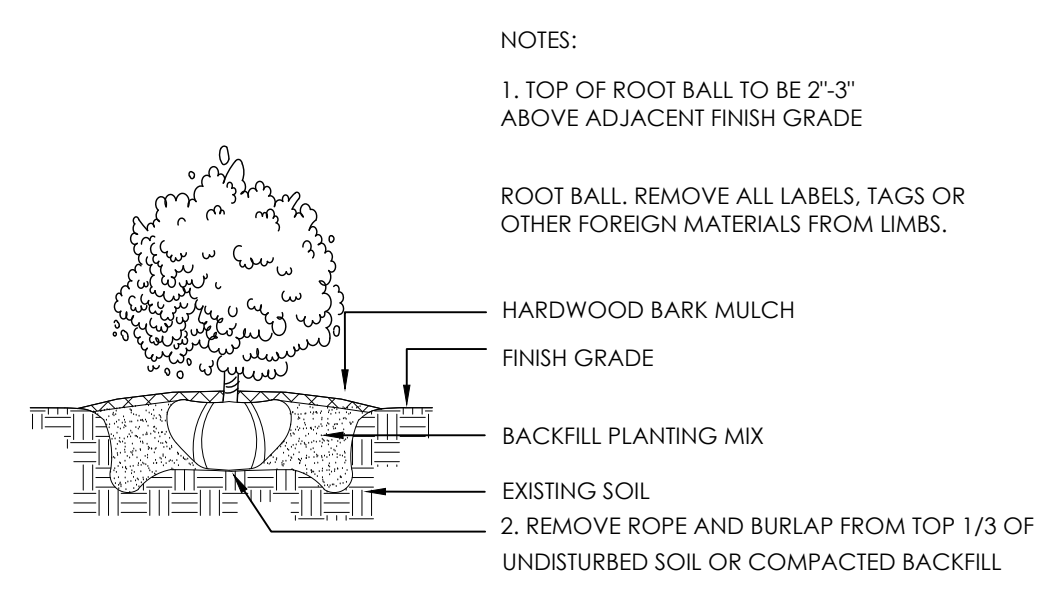 NOTES:
1. TOP OF ROOT BALL TO BE 2"-3"
ABOVE ADJACENT FINISH GRADE
ROOT BALL. REMOVE ALL LABELS, TAGS OR
OTHER FOREIGN MATERIALS FROM LIMBS.
HARDWOOD BARK MULCH
FINISH GRADE
BACKFILL PLANTING MIX
EXISTING SOIL
2. REMOVE ROPE AND BURLAP FROM TOP 1/3 OF
UNDISTURBED SOIL OR COMPACTED BACKFILL